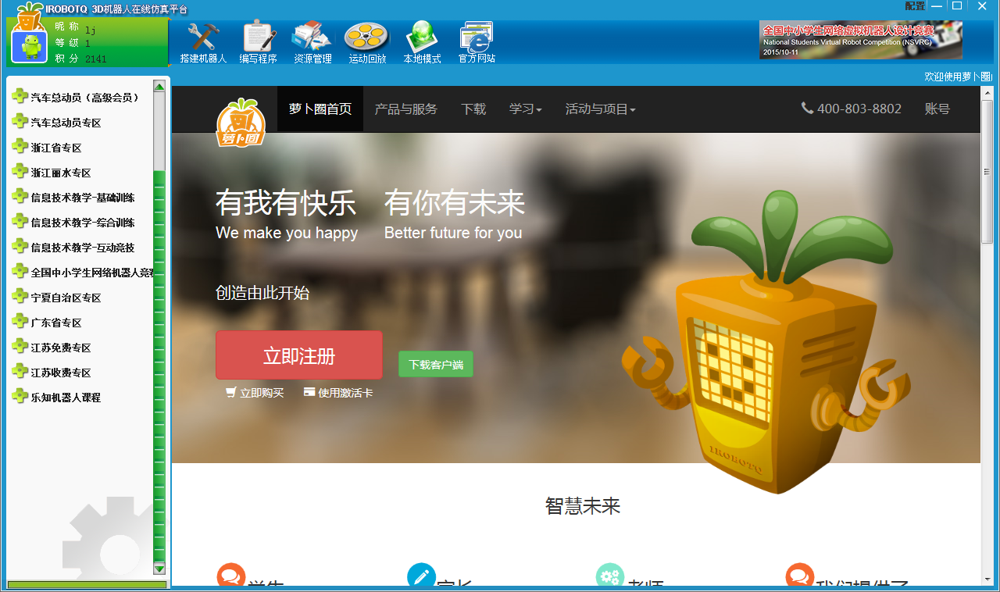 IROBOTQ 3D机器人在线仿真平台
配置
昵 称 lj
等 级 1
积 分 2141
搭建机器人 编写程序 资源管理 运动回放 本地模式 官方网站
全国中小学生网络虚拟机器人设计竞赛
National Students Virtual Robot Competition (NSVRC)
2015/10-11
欢迎使用萝卜圈
汽车总动员（高级会员）
汽车总动员专区
浙江省专区
浙江丽水专区
信息技术教学-基础训练
信息技术教学-综合训练
信息技术教学-互动竞技
全国中小学生网络机器人竞赛
宁夏自治区专区
广东省专区
江苏免费专区
江苏收费专区
乐知机器人课程
萝卜圈
萝卜圈首页 产品与服务 下载 学习 活动与项目 400-803-8802 账号
有我有快乐 有你有未来
We make you happy Better future for you
创造由此开始
立即注册 下载客户端
立即购买 使用激活卡
IROBOTQ
智慧未来
学生 家长 老师 我们提供了